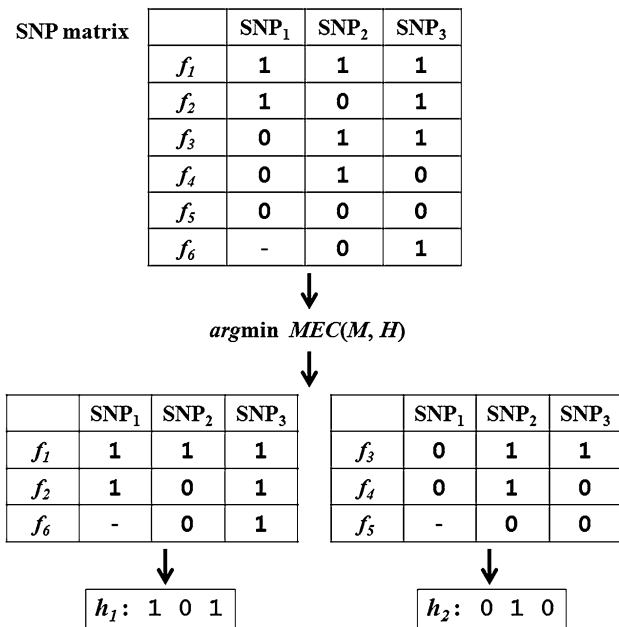 SNP matrix
SNP1 SNP2 SNP3
f1 1 1 1
f2 1 0 1
f3 0 1 1
f4 0 1 0
f5 0 0 0
f6 - 0 1
argmin MEC(M, H)
SNP1 SNP2 SNP3
f1 1 1 1
f2 1 0 1
f6 - 0 1
SNP1 SNP2 SNP3
f3 0 1 1
f4 0 1 0
f5 - 0 0
h1: 1 0 1
h2: 0 1 0